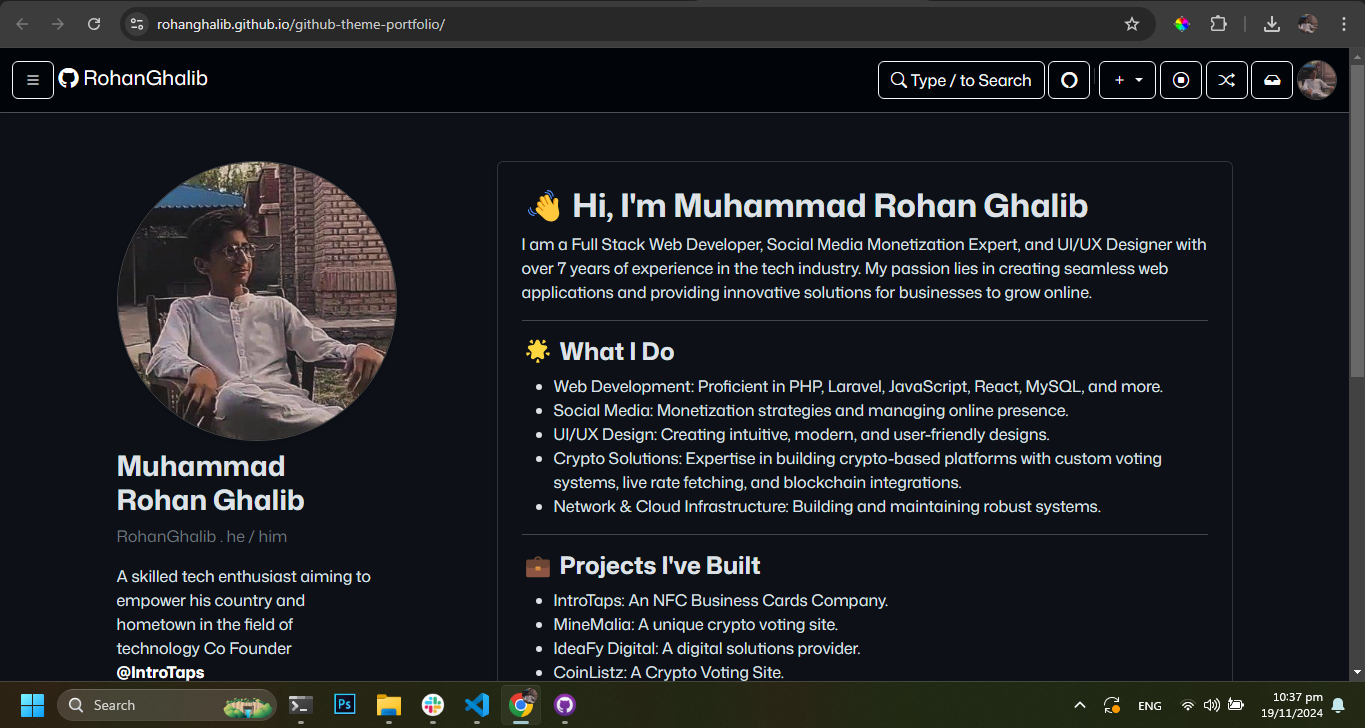 rohanghalib.github.io/github-theme-portfolio/
RohanGhalib
Type / to Search
Muhammad
Rohan Ghalib
RohanGhalib . he / him
A skilled tech enthusiast aiming to
empower his country and
hometown in the field of
technology Co Founder
@IntroTaps
👋 Hi, I'm Muhammad Rohan Ghalib
I am a Full Stack Web Developer, Social Media Monetization Expert, and UI/UX Designer with
over 7 years of experience in the tech industry. My passion lies in creating seamless web
applications and providing innovative solutions for businesses to grow online.
🌟 What I Do
• Web Development: Proficient in PHP, Laravel, JavaScript, React, MySQL, and more.
• Social Media: Monetization strategies and managing online presence.
• UI/UX Design: Creating intuitive, modern, and user-friendly designs.
• Crypto Solutions: Expertise in building crypto-based platforms with custom voting
systems, live rate fetching, and blockchain integrations.
• Network & Cloud Infrastructure: Building and maintaining robust systems.
💼 Projects I've Built
• IntroTaps: An NFC Business Cards Company.
• MineMalia: A unique crypto voting site.
• IdeaFy Digital: A digital solutions provider.
• CoinListz: A Crypto Voting Site.
Search
Ps
ENG
10:37 pm
19/11/2024